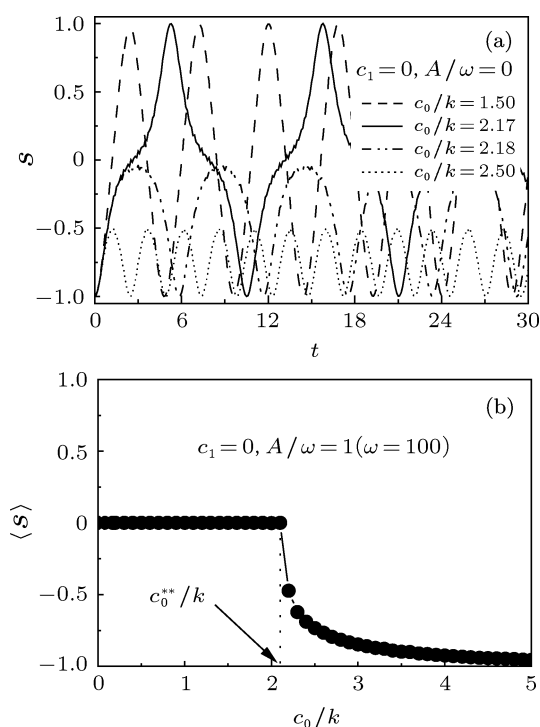 1.0
(a)
c₁=0, A/ω=0
c₀/k=1.50
c₀/k=2.17
c₀/k=2.18
c₀/k=2.50
0.5
0
−0.5
−1.0
s
0 6 12 18 24 30
t
1.0
(b)
c₁=0, A/ω=1(ω=100)
0.5
0
−0.5
−1.0
⟨s⟩
c₀**/k
0 1 2 3 4 5
c₀/k